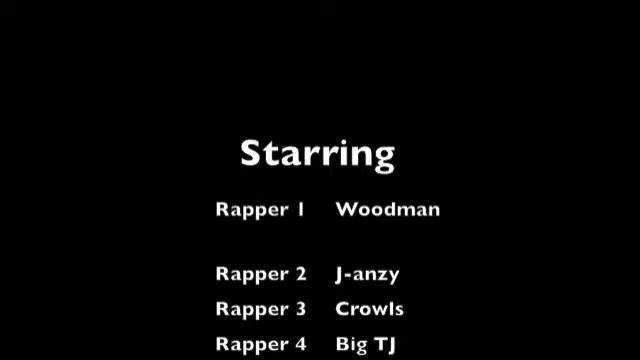 Starring
Rapper 1 Woodman
Rapper 2 J-anzy
Rapper 3 Crowls
Rapper 4 Big TJ